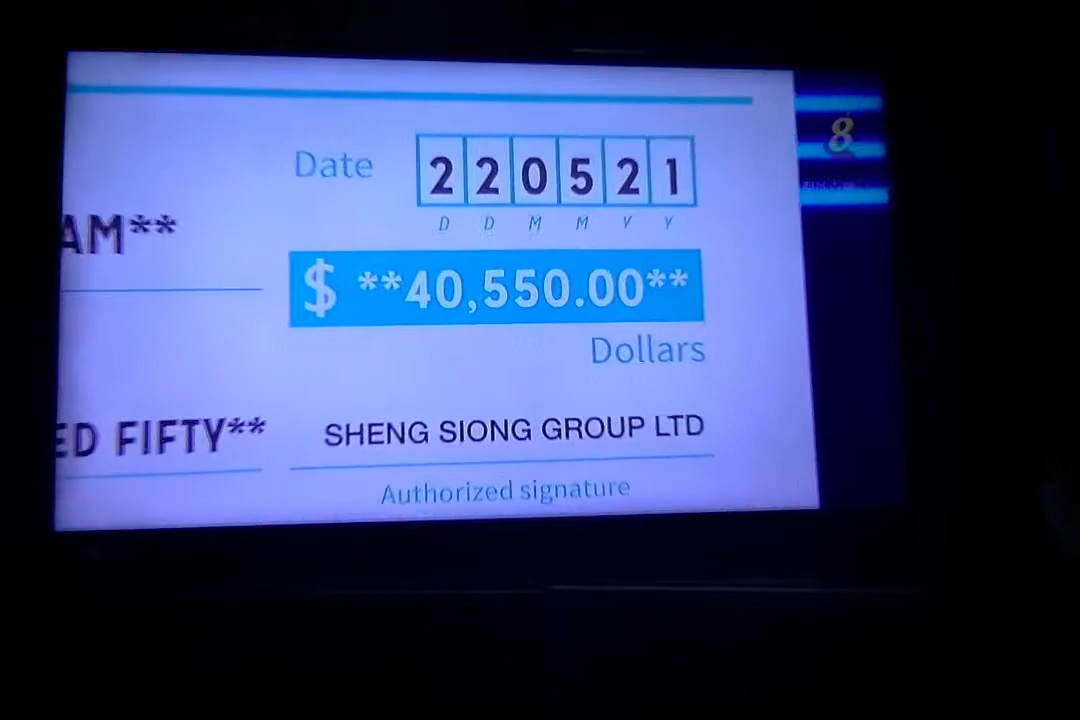 Date 220521
D D M M Y Y
AM**
$ **40,550.00**
Dollars
ED FIFTY** SHENG SIONG GROUP LTD
Authorized signature
8